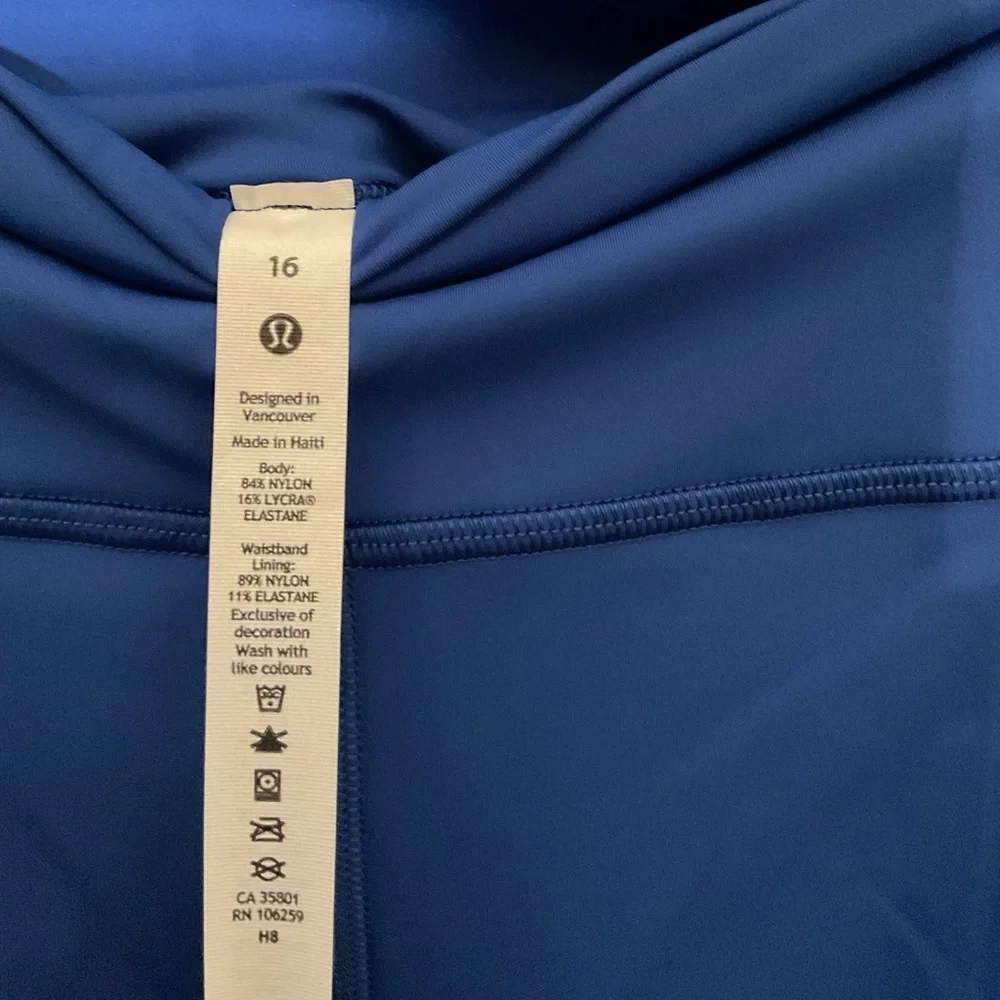 16
Designed in
Vancouver
Made in Haiti
Body:
84% NYLON
16% LYCRA®
ELASTANE
Waistband
Lining:
89% NYLON
11% ELASTANE
Exclusive of
decoration
Wash with
like colours
CA 35801
RN 106259
H8